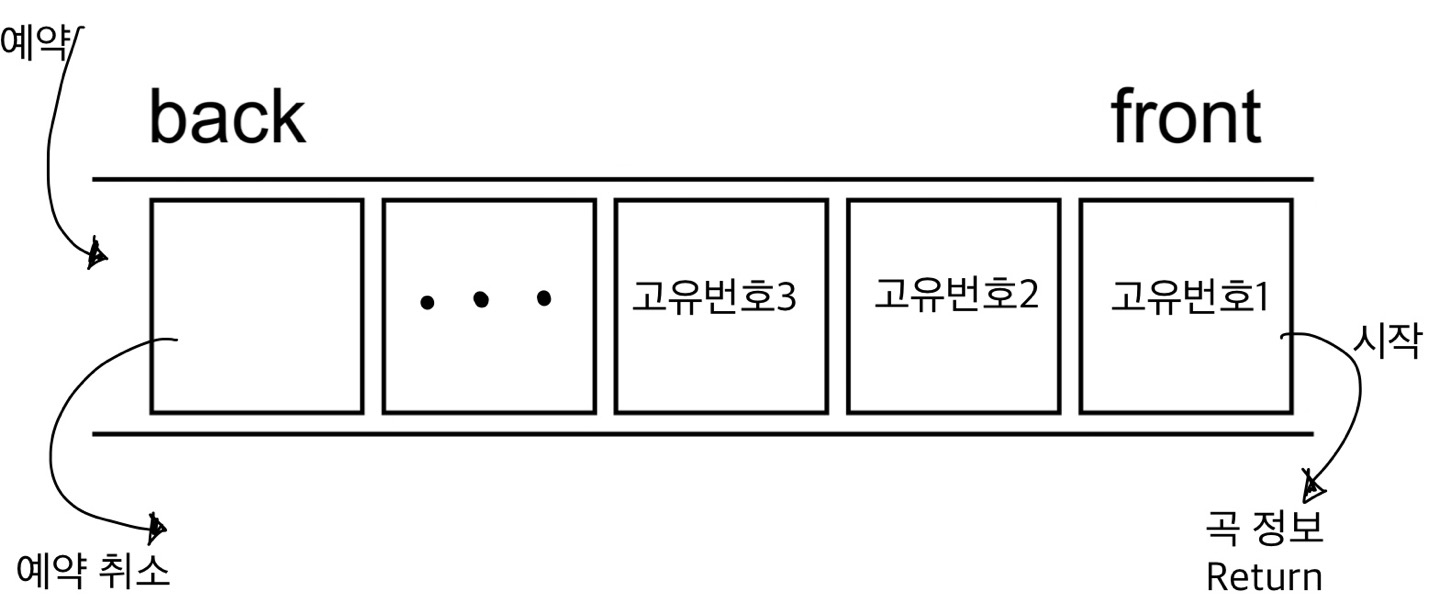 예약
back
front
• • •
고유번호3
고유번호2
고유번호1
시작
예약 취소
곡 정보
Return